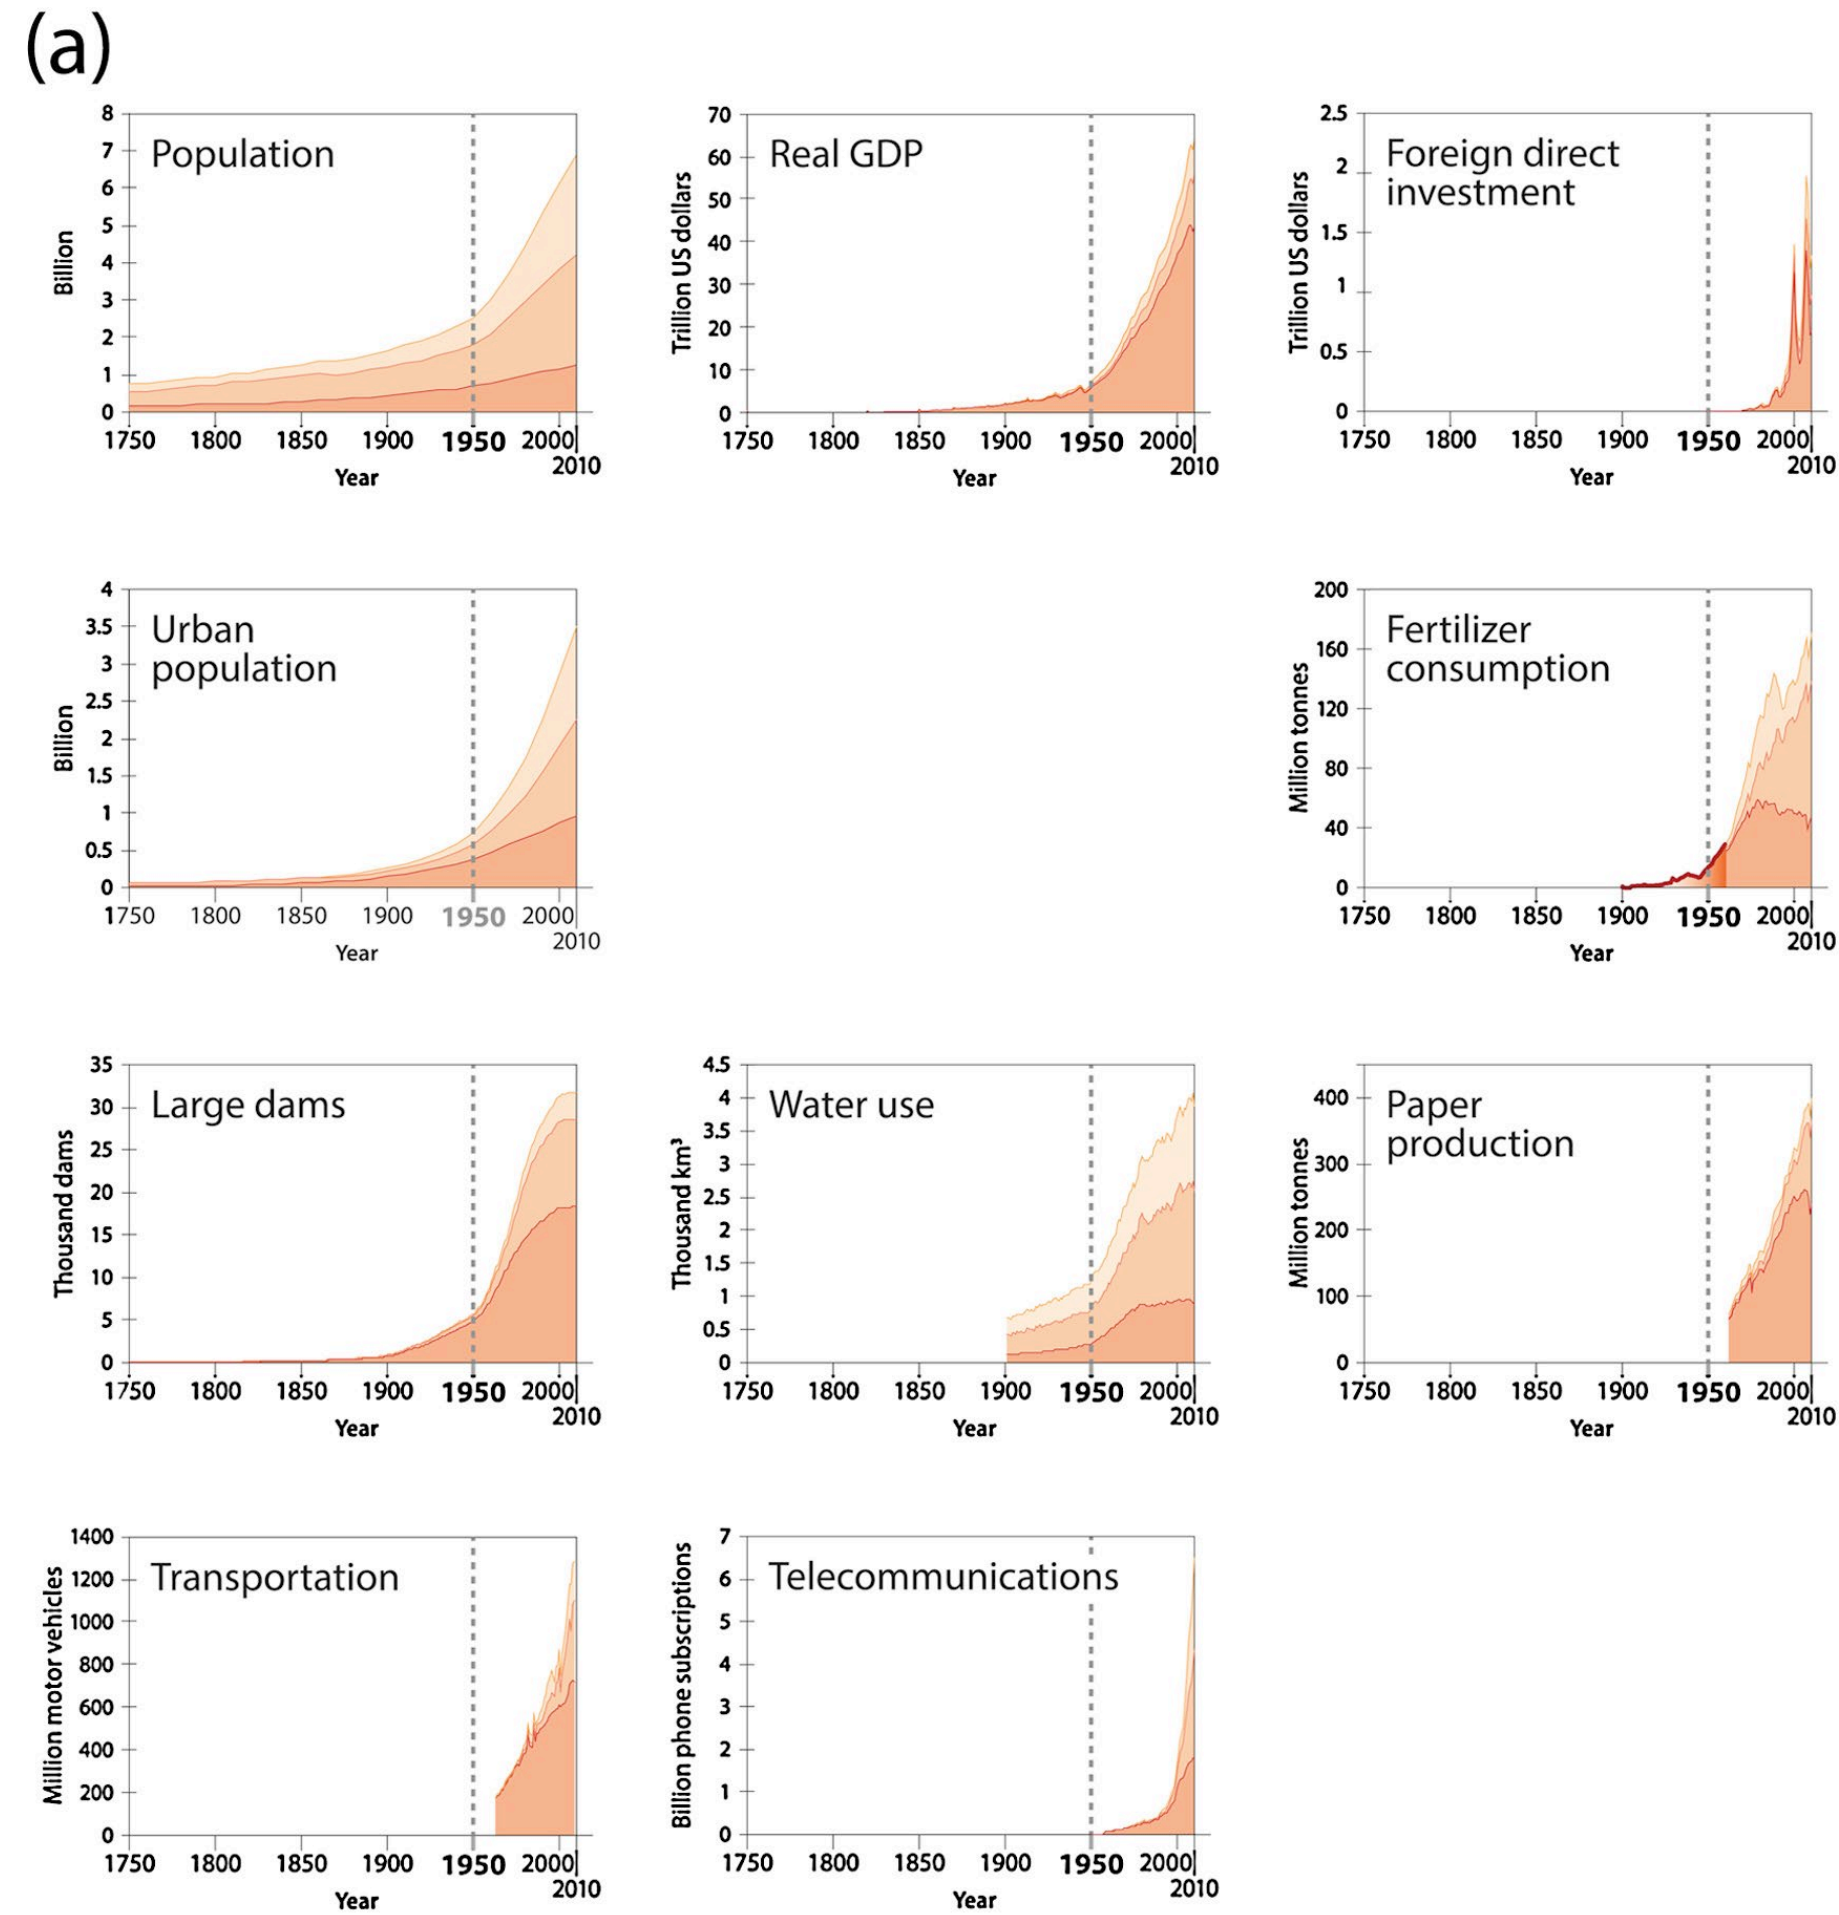 (a)
Population
8
7
6
5
4
3
2
1
0
Billion
1750 1800 1850 1900 1950 2000
2010
Year
Real GDP
70
60
50
40
30
20
10
0
Trillion US dollars
1750 1800 1850 1900 1950 2000
2010
Year
Foreign direct
investment
2.5
2
1.5
1
0.5
0
Trillion US dollars
1750 1800 1850 1900 1950 2000
2010
Year
Urban
population
4
3.5
3
2.5
2
1.5
1
0.5
0
Billion
1750 1800 1850 1900 1950 2000
2010
Year
Fertilizer
consumption
200
160
120
80
40
0
Million tonnes
1750 1800 1850 1900 1950 2000
2010
Year
Large dams
35
30
25
20
15
10
5
0
Thousand dams
1750 1800 1850 1900 1950 2000
2010
Year
Water use
4.5
4
3.5
3
2.5
2
1.5
1
0.5
0
Thousand km³
1750 1800 1850 1900 1950 2000
2010
Year
Paper
production
400
300
200
100
0
Million tonnes
1750 1800 1850 1900 1950 2000
2010
Year
Transportation
1400
1200
1000
800
600
400
200
0
Million motor vehicles
1750 1800 1850 1900 1950 2000
2010
Year
Telecommunications
7
6
5
4
3
2
1
0
Billion phone subscriptions
1750 1800 1850 1900 1950 2000
2010
Year